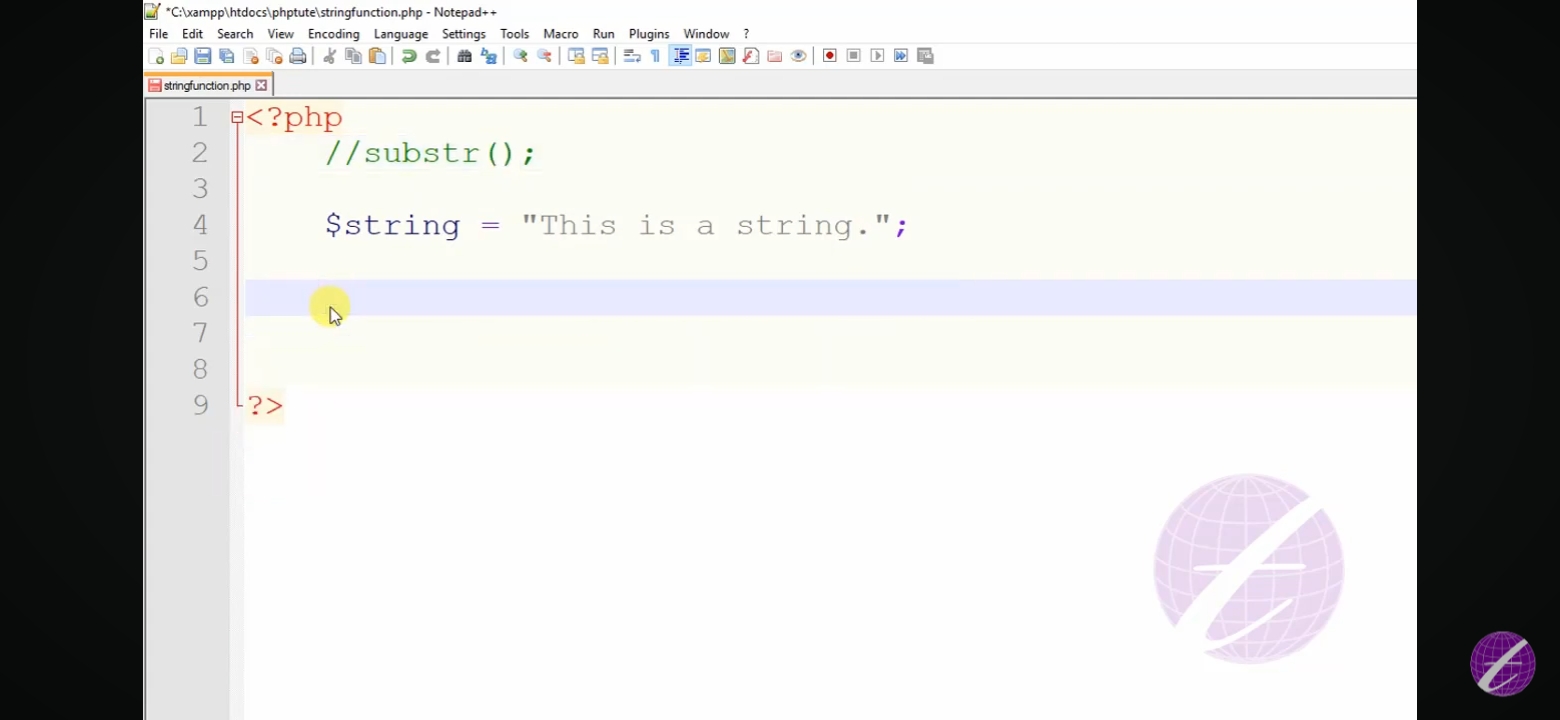 *C:\xampp\htdocs\phptute\stringfunction.php - Notepad++
File Edit Search View Encoding Language Settings Tools Macro Run Plugins Window ?
stringfunction.php
1 <?php
2 //substr();
3
4 $string = "This is a string.";
5
6
7
8
9 ?>